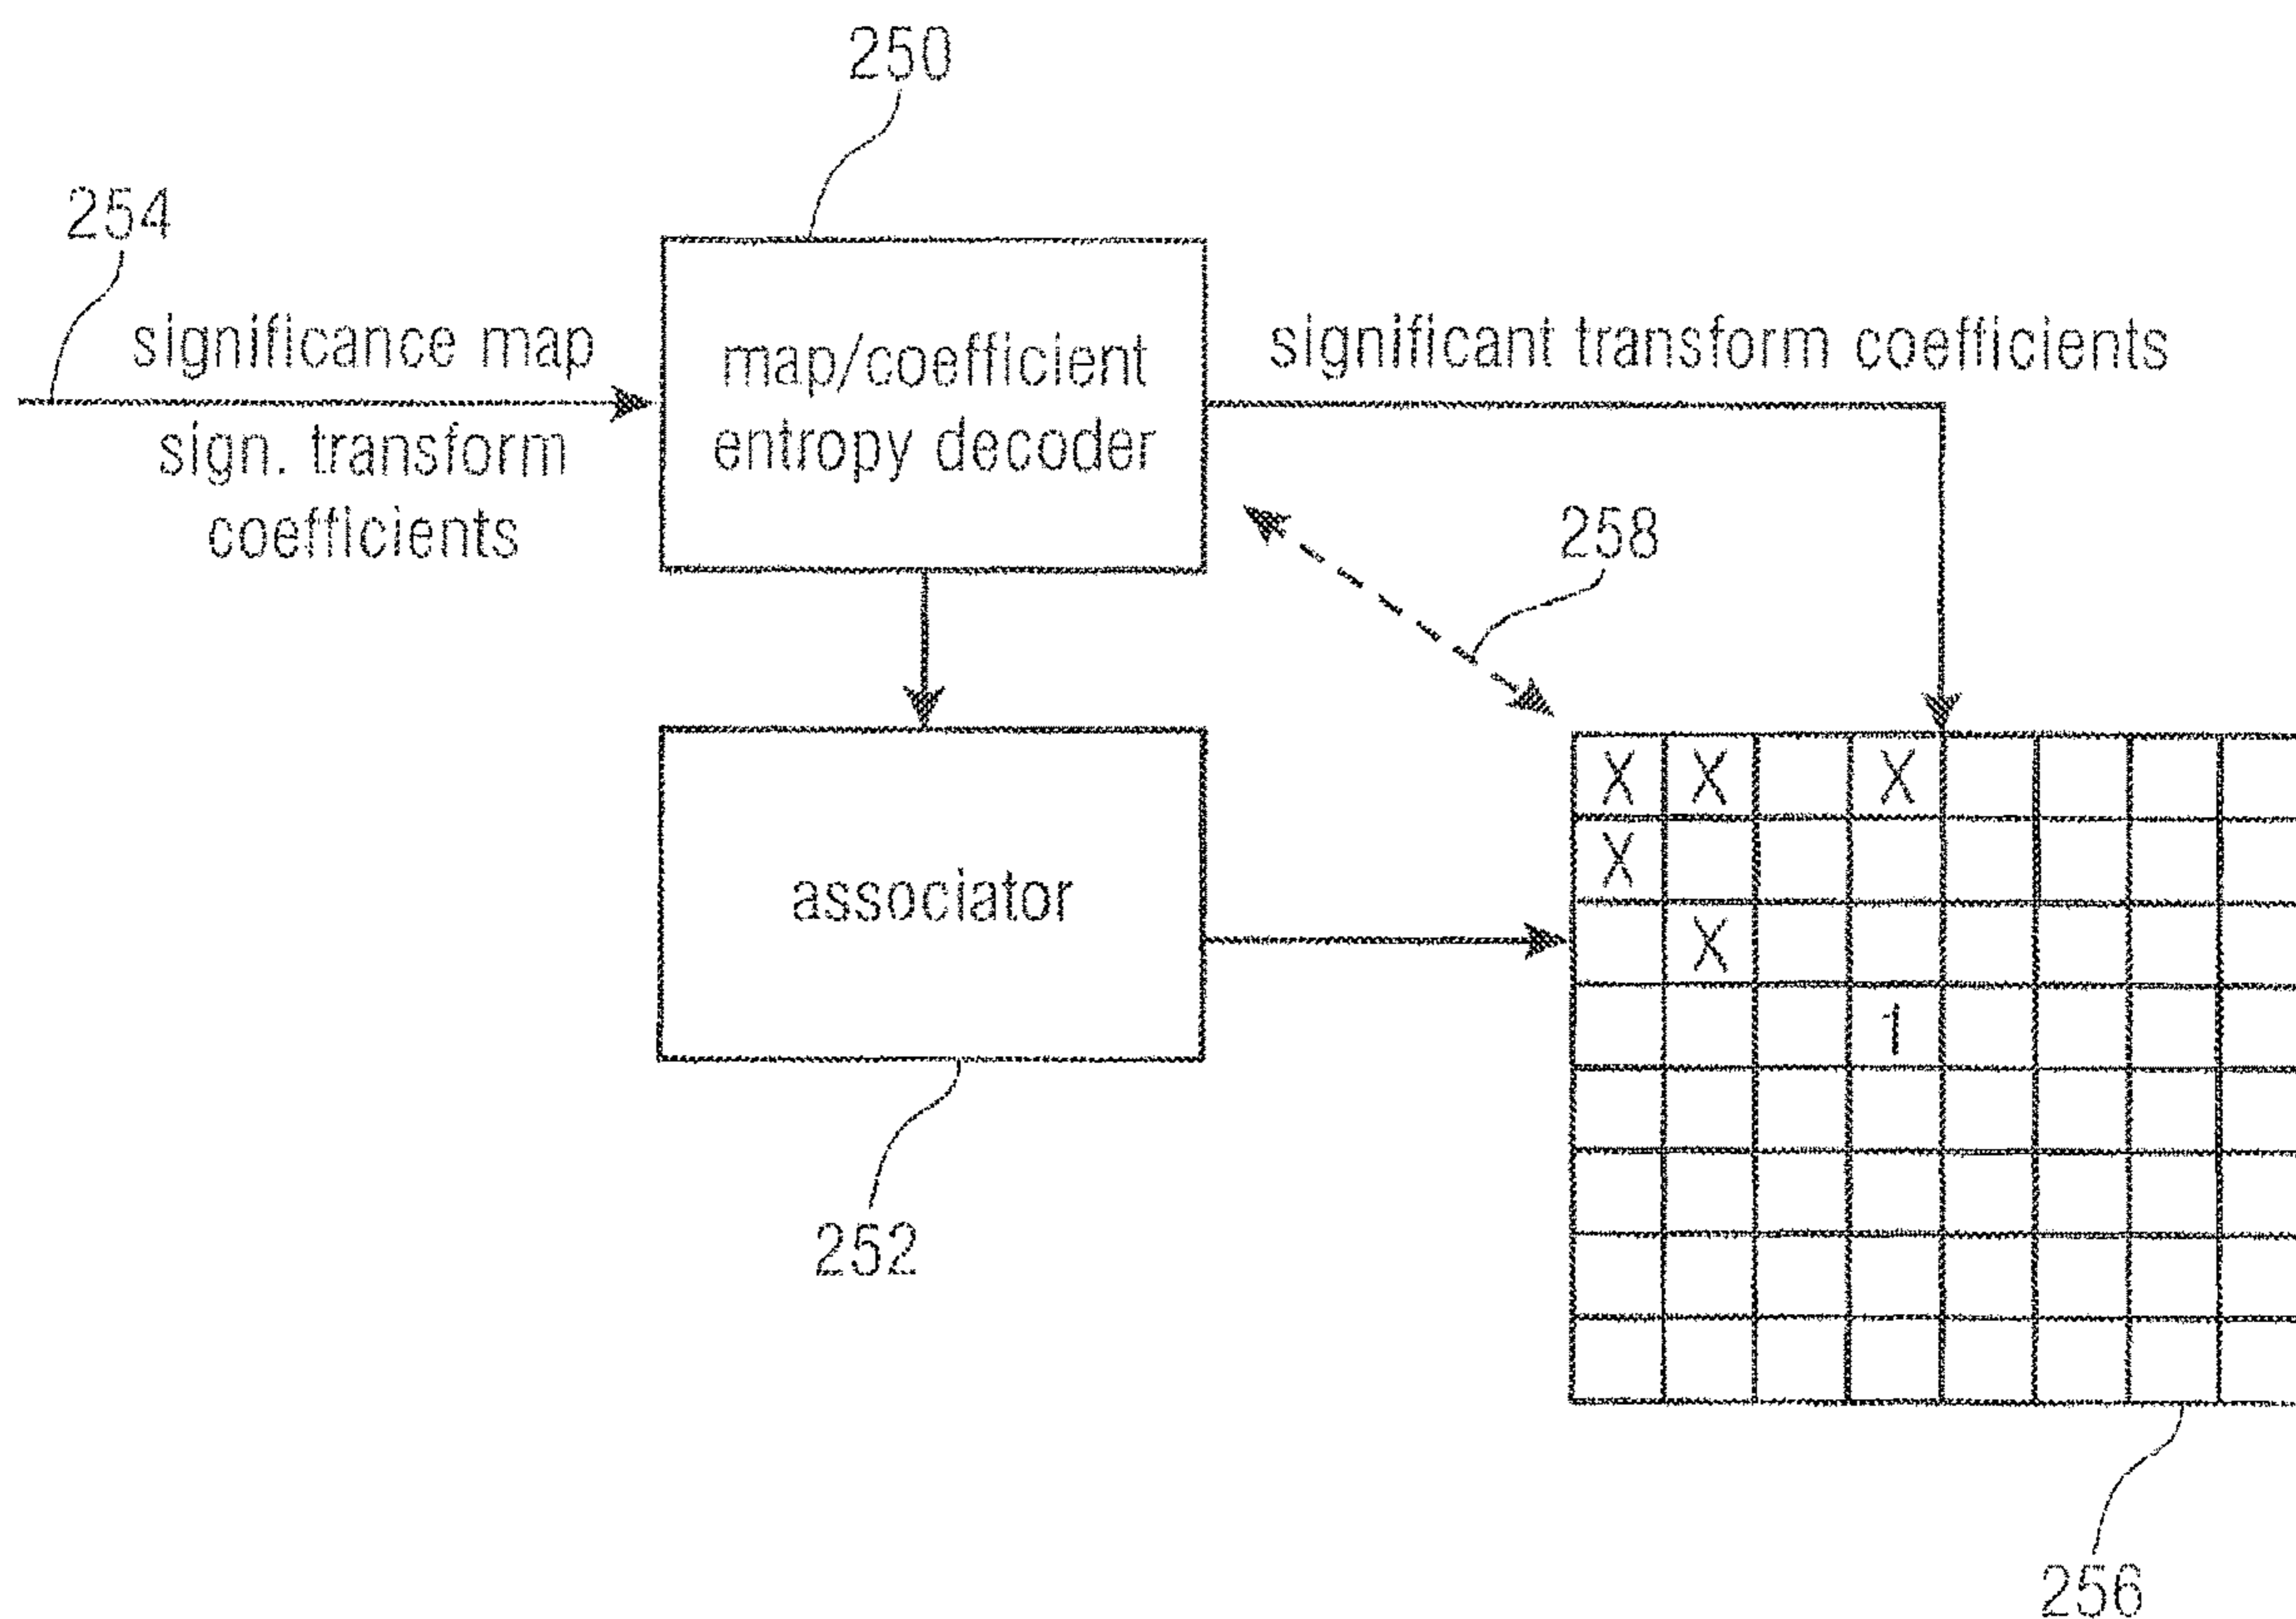 250
254
significance map
sign. transform
coefficients
map/coefficient
entropy decoder
significant transform coefficients
258
associator
X X X
X
X
1
252
256